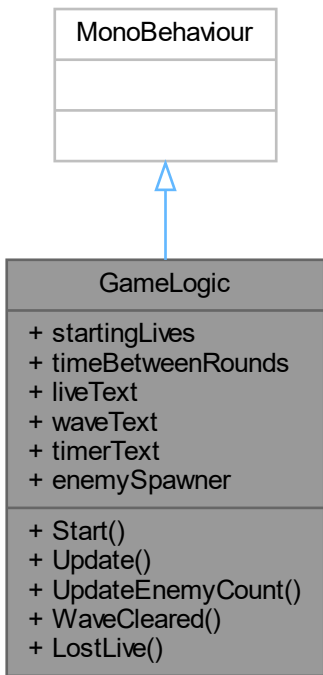 MonoBehaviour
GameLogic
+ startingLives
+ timeBetweenRounds
+ liveText
+ waveText
+ timerText
+ enemySpawner
+ Start()
+ Update()
+ UpdateEnemyCount()
+ WaveCleared()
+ LostLive()